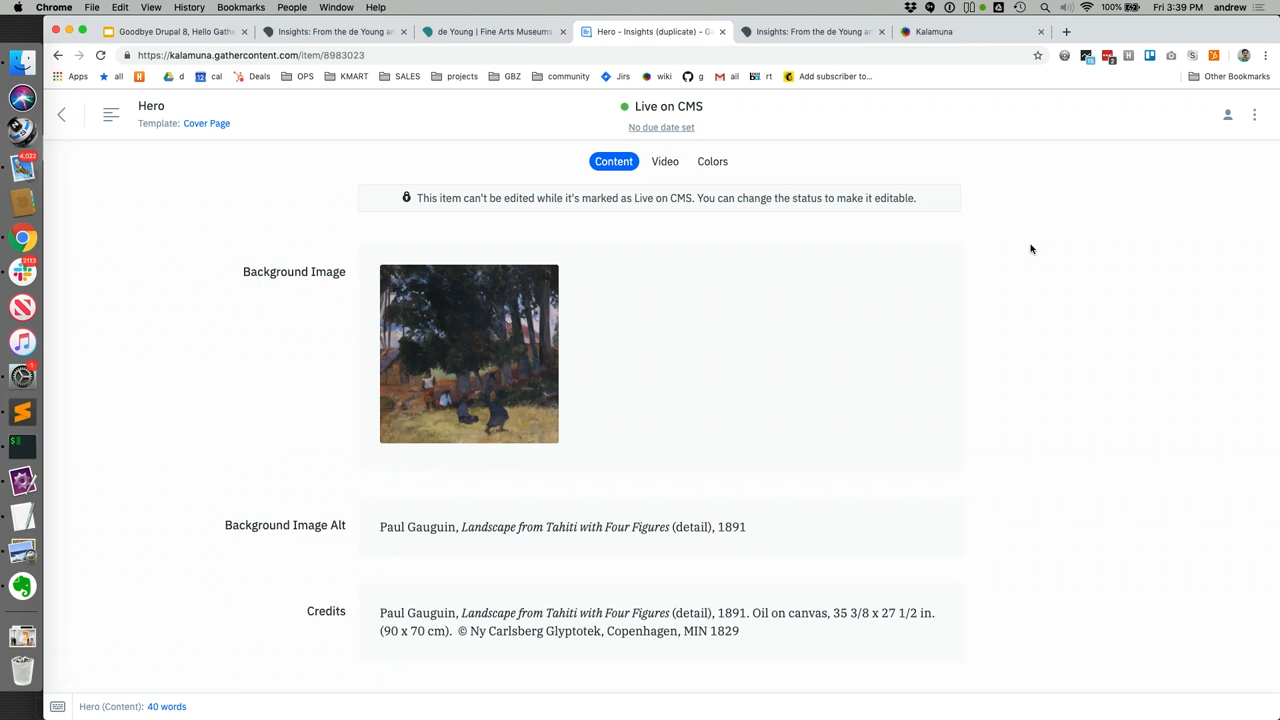 Chrome File Edit View History Bookmarks People Window Help
100% Fri 3:39 PM andrew
Goodbye Drupal 8, Hello Gathe
Insights: From the de Young an
de Young | Fine Arts Museums
Hero - Insights (duplicate) - G
Insights: From the de Young an
Kalamuna
https://kalamuna.gathercontent.com/item/8983023
Apps all d cal Deals OPS KMART SALES projects GBZ community Jirs wiki g ail rt Add subscriber to... Other Bookmarks
Hero
Template: Cover Page
Live on CMS
No due date set
Content Video Colors
This item can't be edited while it's marked as Live on CMS. You can change the status to make it editable.
Background Image
Background Image Alt
Paul Gauguin, Landscape from Tahiti with Four Figures (detail), 1891
Credits
Paul Gauguin, Landscape from Tahiti with Four Figures (detail), 1891. Oil on canvas, 35 3/8 x 27 1/2 in.
(90 x 70 cm). © Ny Carlsberg Glyptotek, Copenhagen, MIN 1829
Hero (Content): 40 words
4,022
2113
1